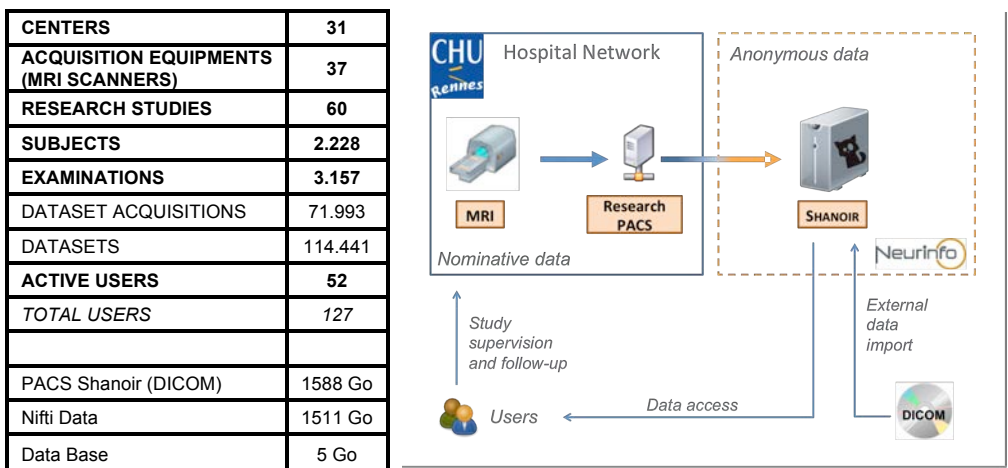 CENTERS 31
ACQUISITION EQUIPMENTS
(MRI SCANNERS) 37
RESEARCH STUDIES 60
SUBJECTS 2.228
EXAMINATIONS 3.157
DATASET ACQUISITIONS 71.993
DATASETS 114.441
ACTIVE USERS 52
TOTAL USERS 127
PACS Shanoir (DICOM) 1588 Go
Nifti Data 1511 Go
Data Base 5 Go
CHU
Rennes
Hospital Network
Anonymous data
MRI
Research
PACS
SHANOIR
Neurinfo
Nominative data
Study
supervision
and follow-up
External
data
import
Users
Data access
DICOM